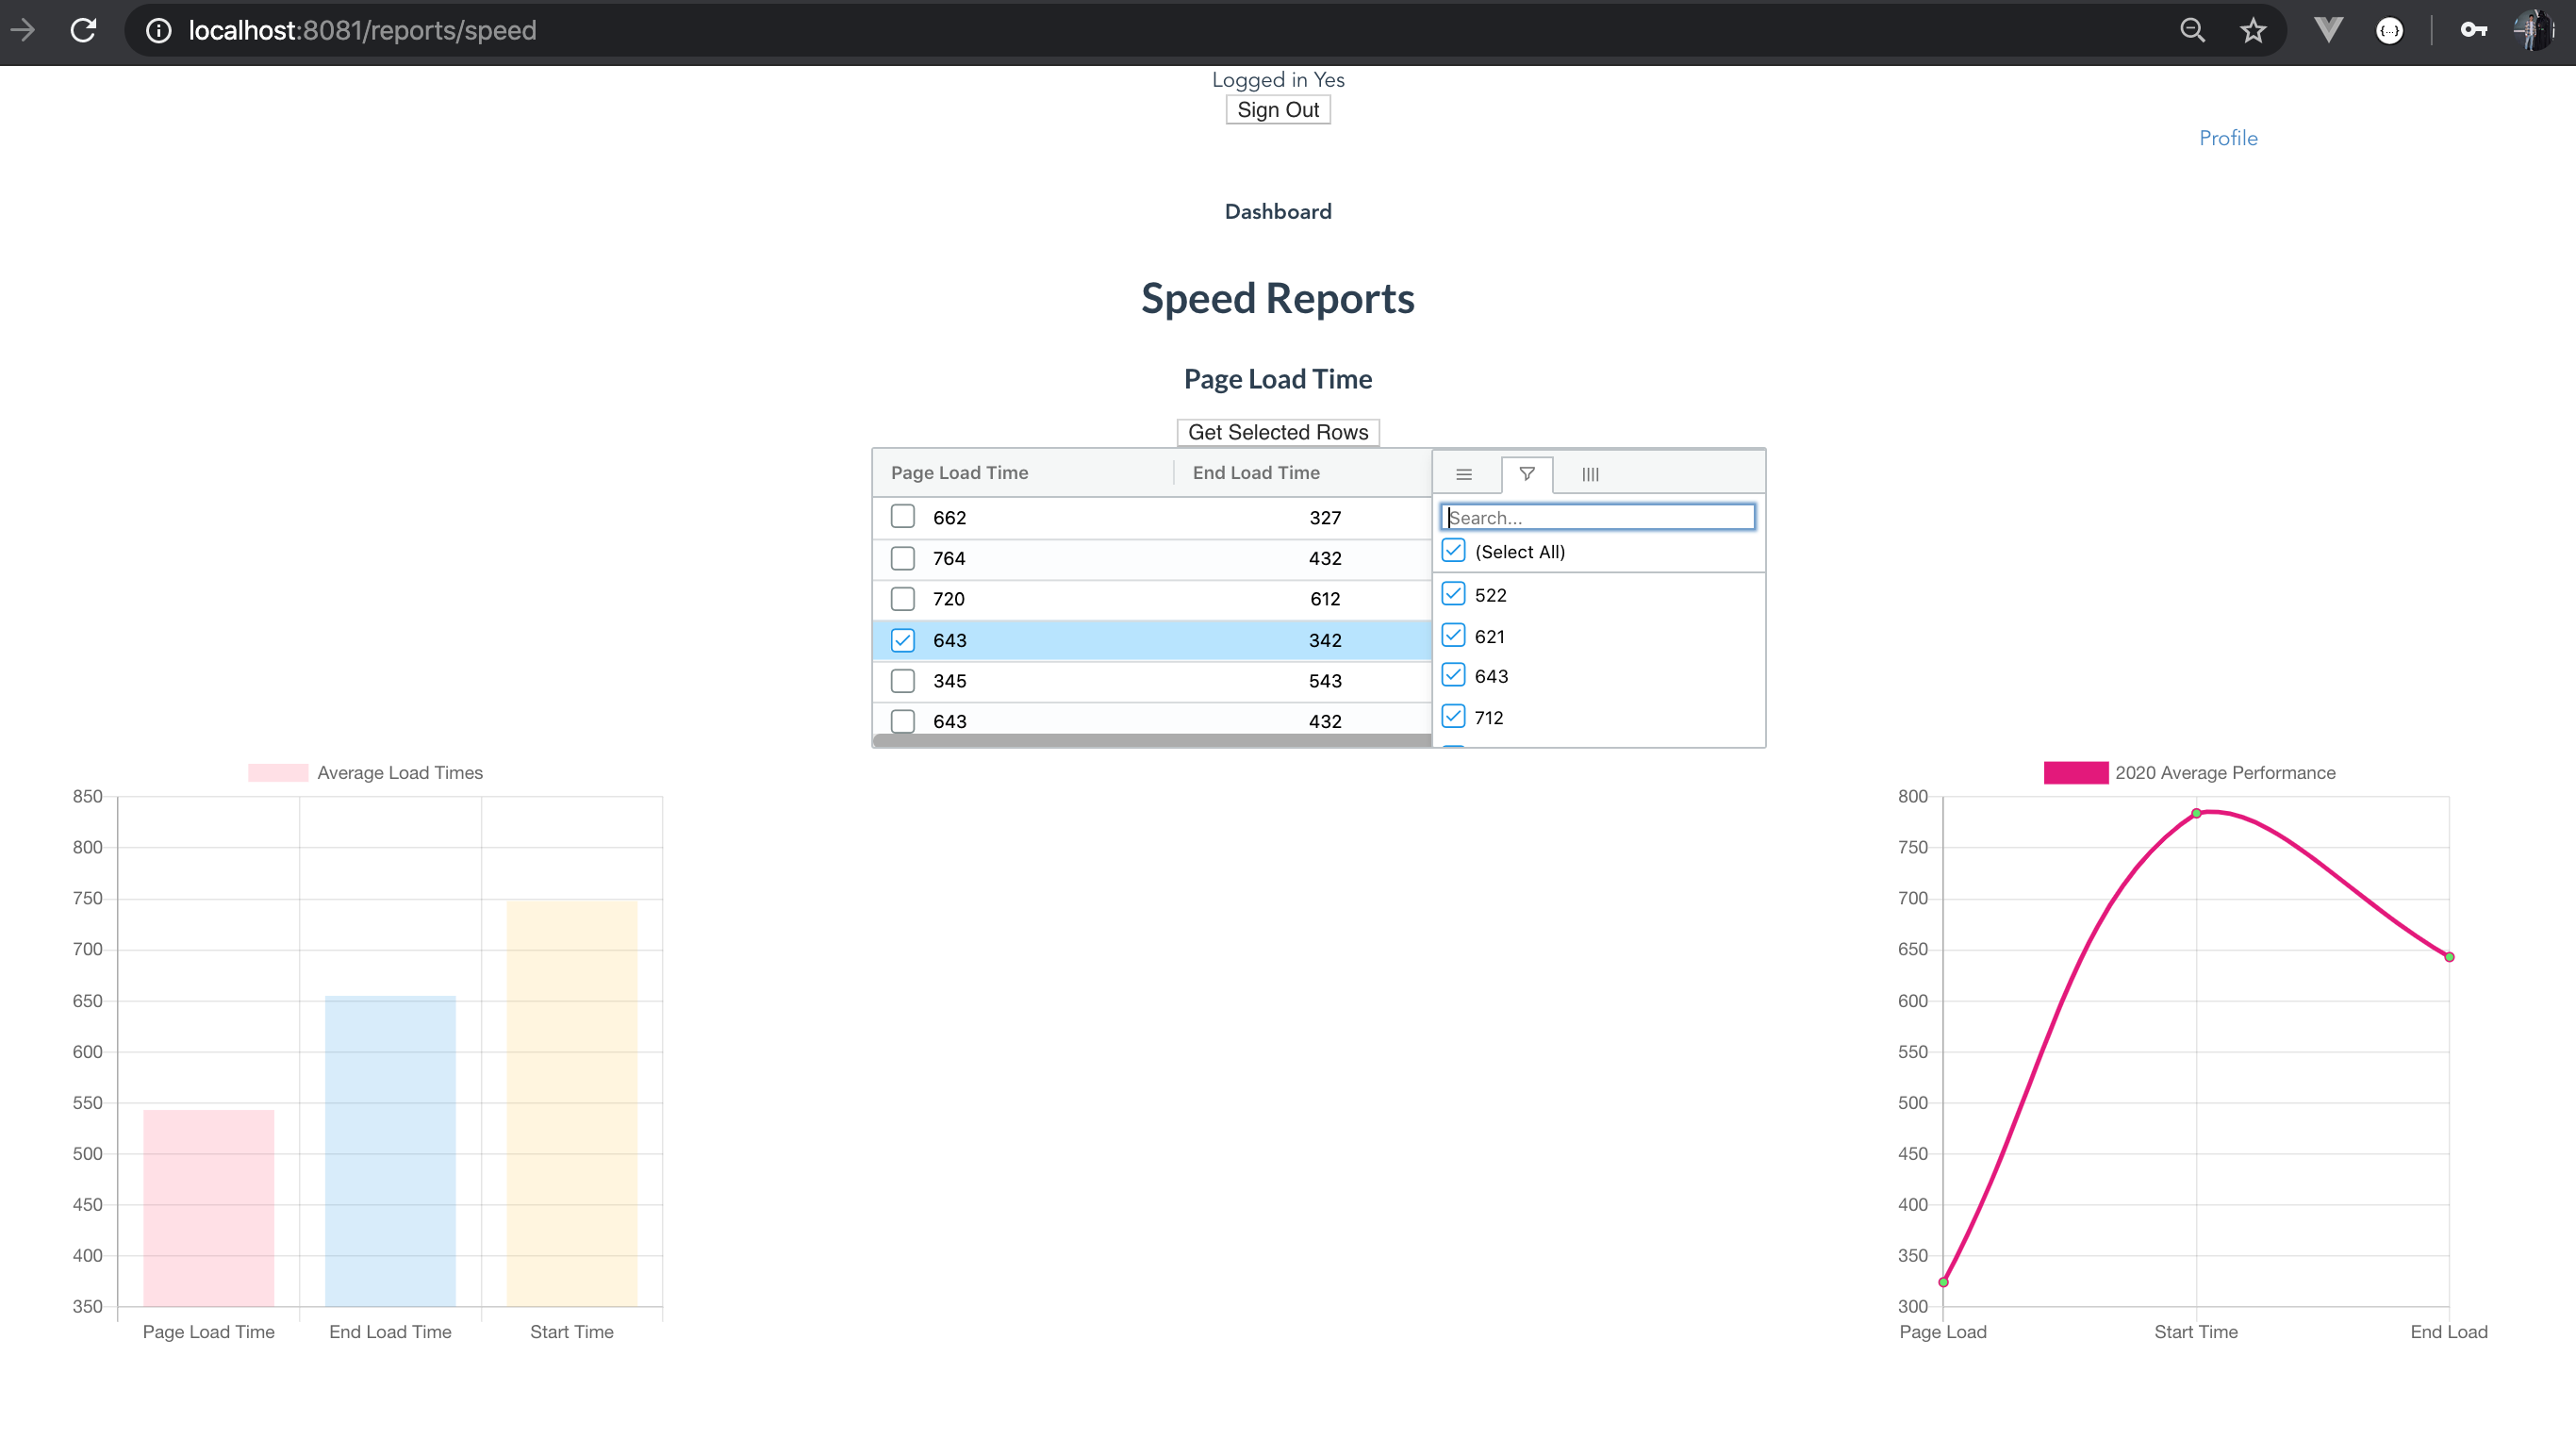 localhost:8081/reports/speed
Logged in Yes
Sign Out
Profile
Dashboard
Speed Reports
Page Load Time
Get Selected Rows
Page Load Time End Load Time
Search...
(Select All)
662 327
764 432
720 612
643 342
345 543
643 432
522
621
643
712
Average Load Times
850
800
750
700
650
600
550
500
450
400
350
Page Load Time End Load Time Start Time
2020 Average Performance
800
750
700
650
600
550
500
450
400
350
300
Page Load Start Time End Load